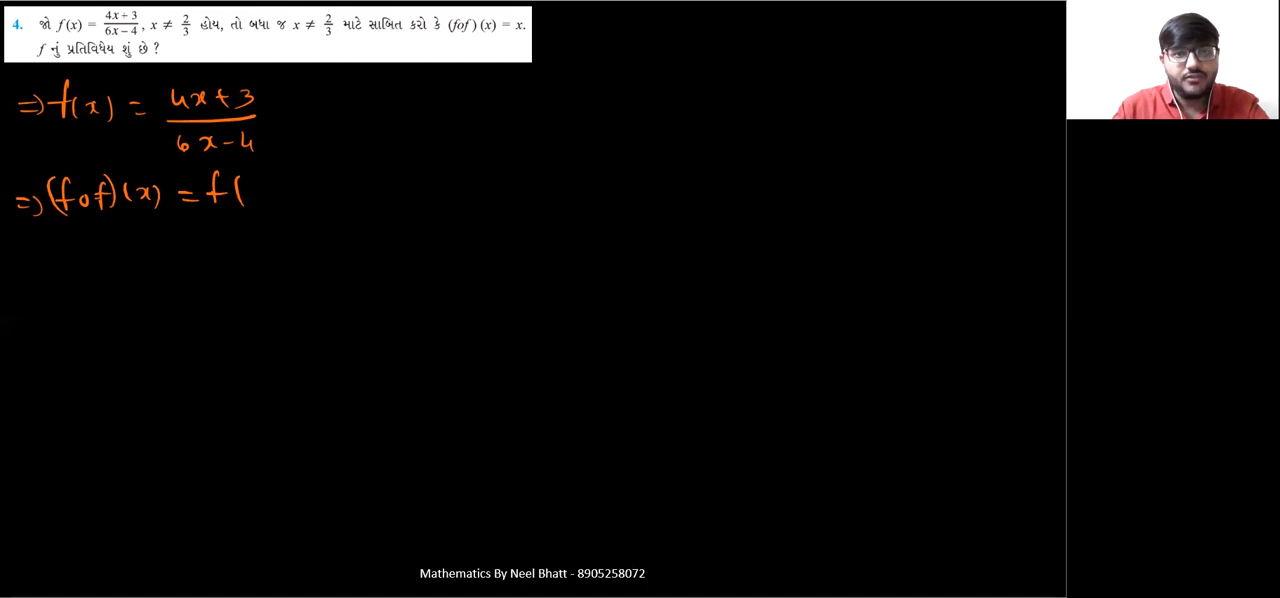 4. જો f(x) = (4x + 3)/(6x − 4), x ≠ 2/3 હોય, તો બધા જ x ≠ 2/3 માટે સાબિત કરો કે (fof) (x) = x.
f નું પ્રતિવિધેય શું છે ?
⇒ f(x) = (4x + 3)/(6x − 4)
⇒ (fof)(x) = f(
Mathematics By Neel Bhatt - 8905258072